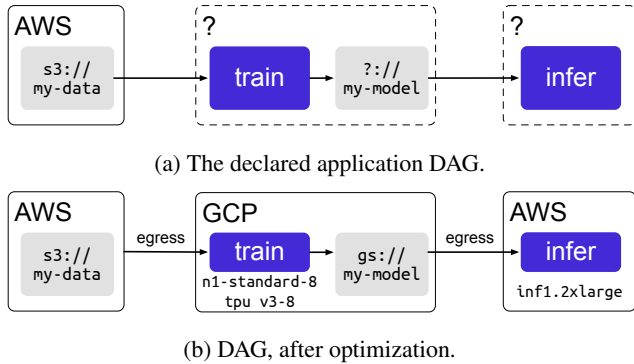 AWS
s3://
my-data
?
train
?://
my-model
?
infer
(a) The declared application DAG.
AWS
s3://
my-data
egress
GCP
train
n1-standard-8
tpu v3-8
gs://
my-model
egress
AWS
infer
inf1.2xlarge
(b) DAG, after optimization.